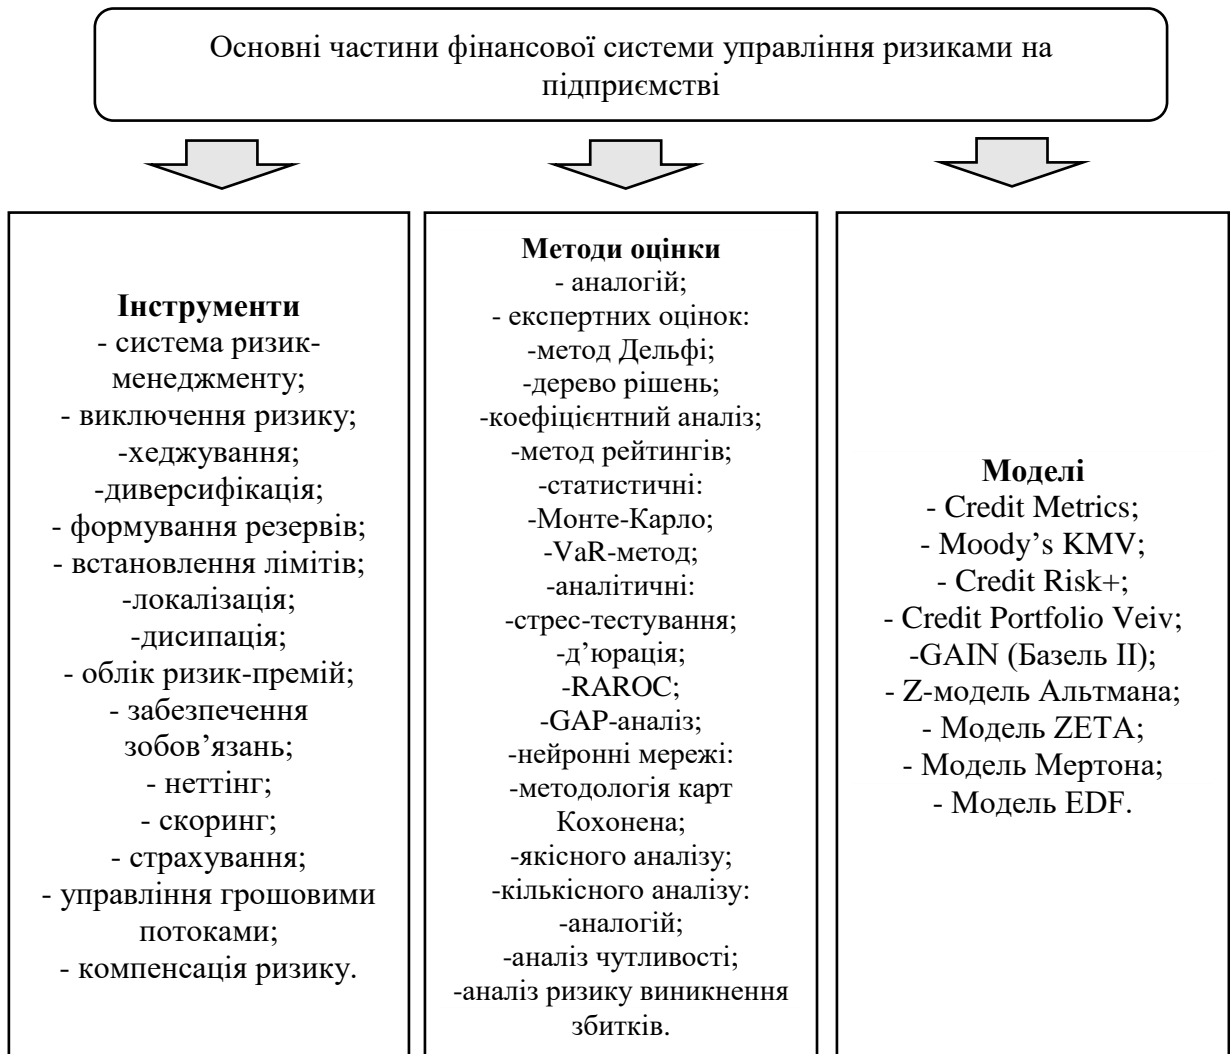 Основні частини фінансової системи управління ризиками на
підприємстві
Інструменти
- система ризик-
менеджменту;
- виключення ризику;
-хеджування;
-диверсифікація;
- формування резервів;
- встановлення лімітів;
-локалізація;
-дисипація;
- облік ризик-премій;
- забезпечення
зобов’язань;
- неттінг;
- скоринг;
- страхування;
- управління грошовими
потоками;
- компенсація ризику.
Методи оцінки
- аналогій;
- експертних оцінок:
-метод Дельфі;
-дерево рішень;
-коефіцієнтний аналіз;
-метод рейтингів;
-статистичні:
-Монте-Карло;
-VaR-метод;
-аналітичні:
-стрес-тестування;
-д’юрація;
-RAROC;
-GAP-аналіз;
-нейронні мережі:
-методологія карт
Кохонена;
-якісного аналізу;
-кількісного аналізу:
-аналогій;
-аналіз чутливості;
-аналіз ризику виникнення
збитків.
Моделі
- Credit Metrics;
- Moody’s KMV;
- Credit Risk+;
- Credit Portfolio Veiv;
-GAIN (Базель II);
- Z-модель Альтмана;
- Модель ZETA;
- Модель Мертона;
- Модель EDF.